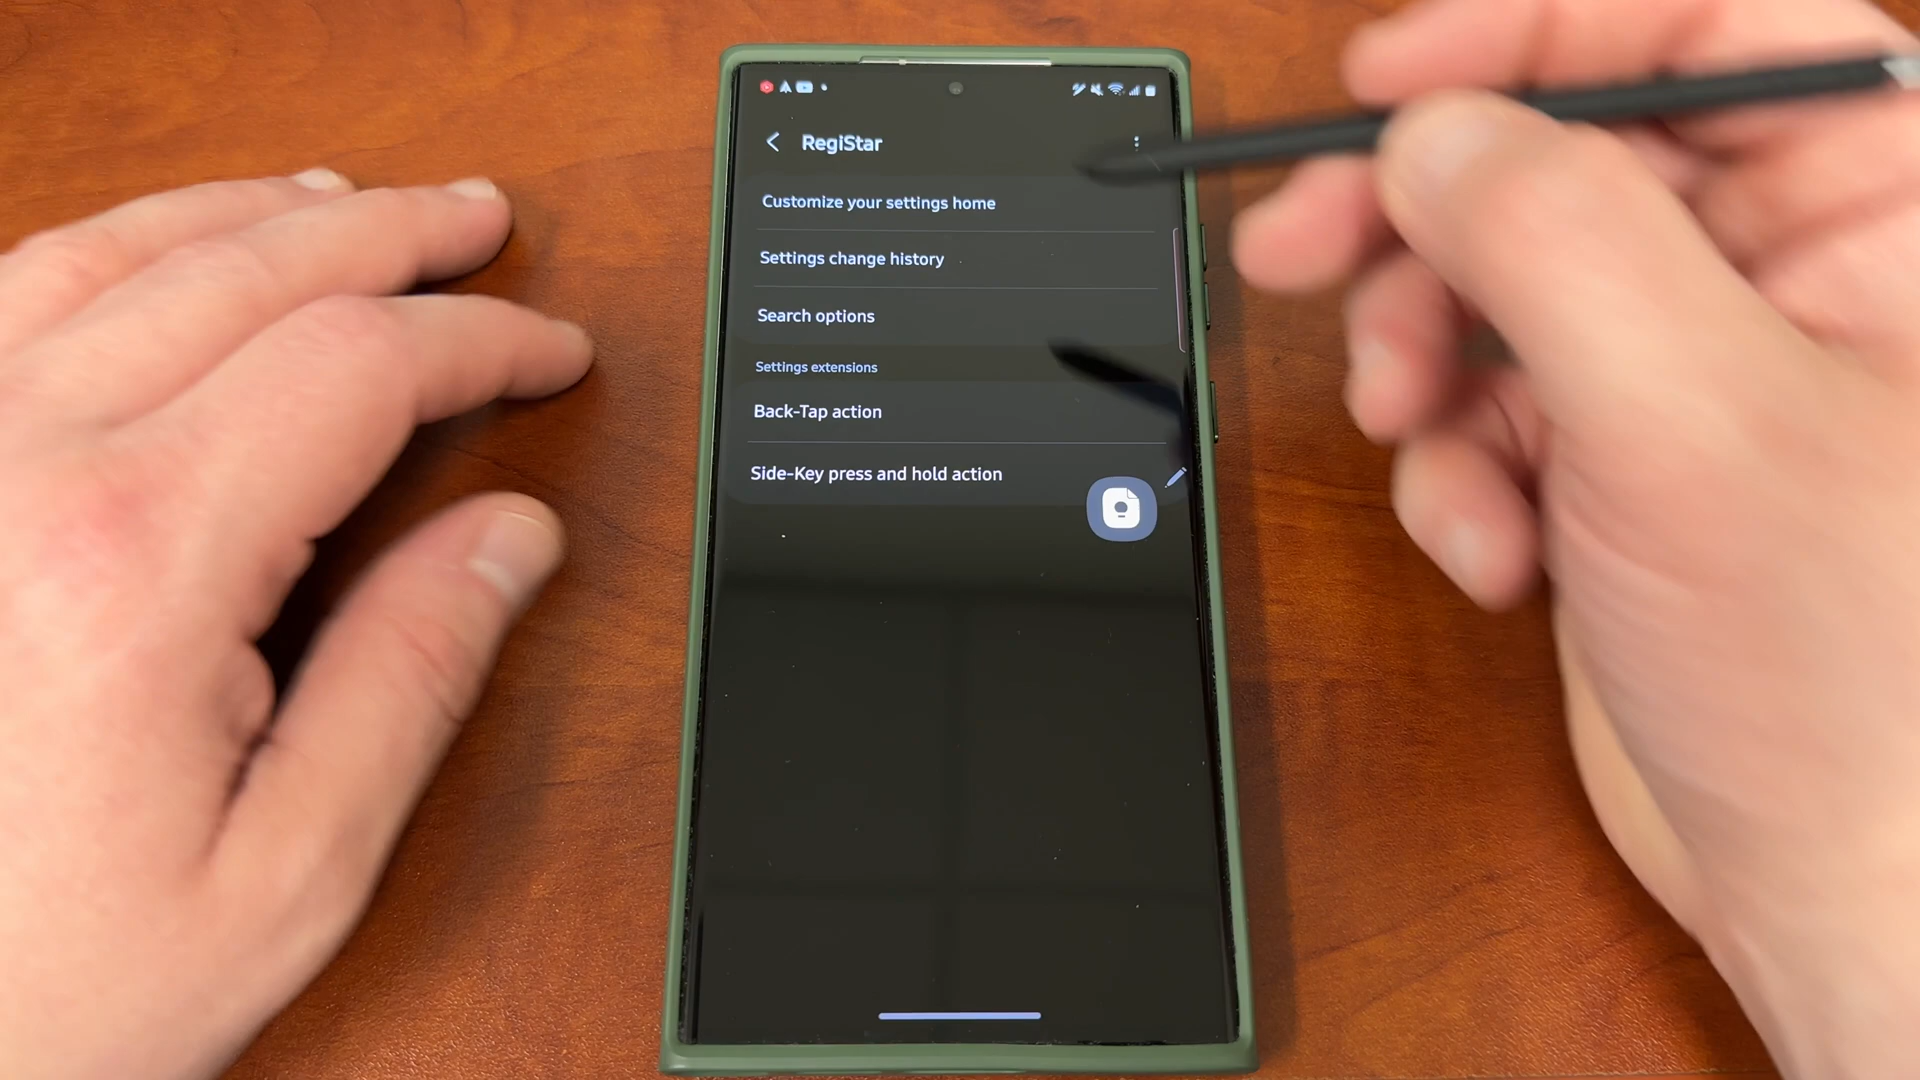 RegiStar
Customize your settings home
Settings change history
Search options
Settings extensions
Back-Tap action
Side-Key press and hold action